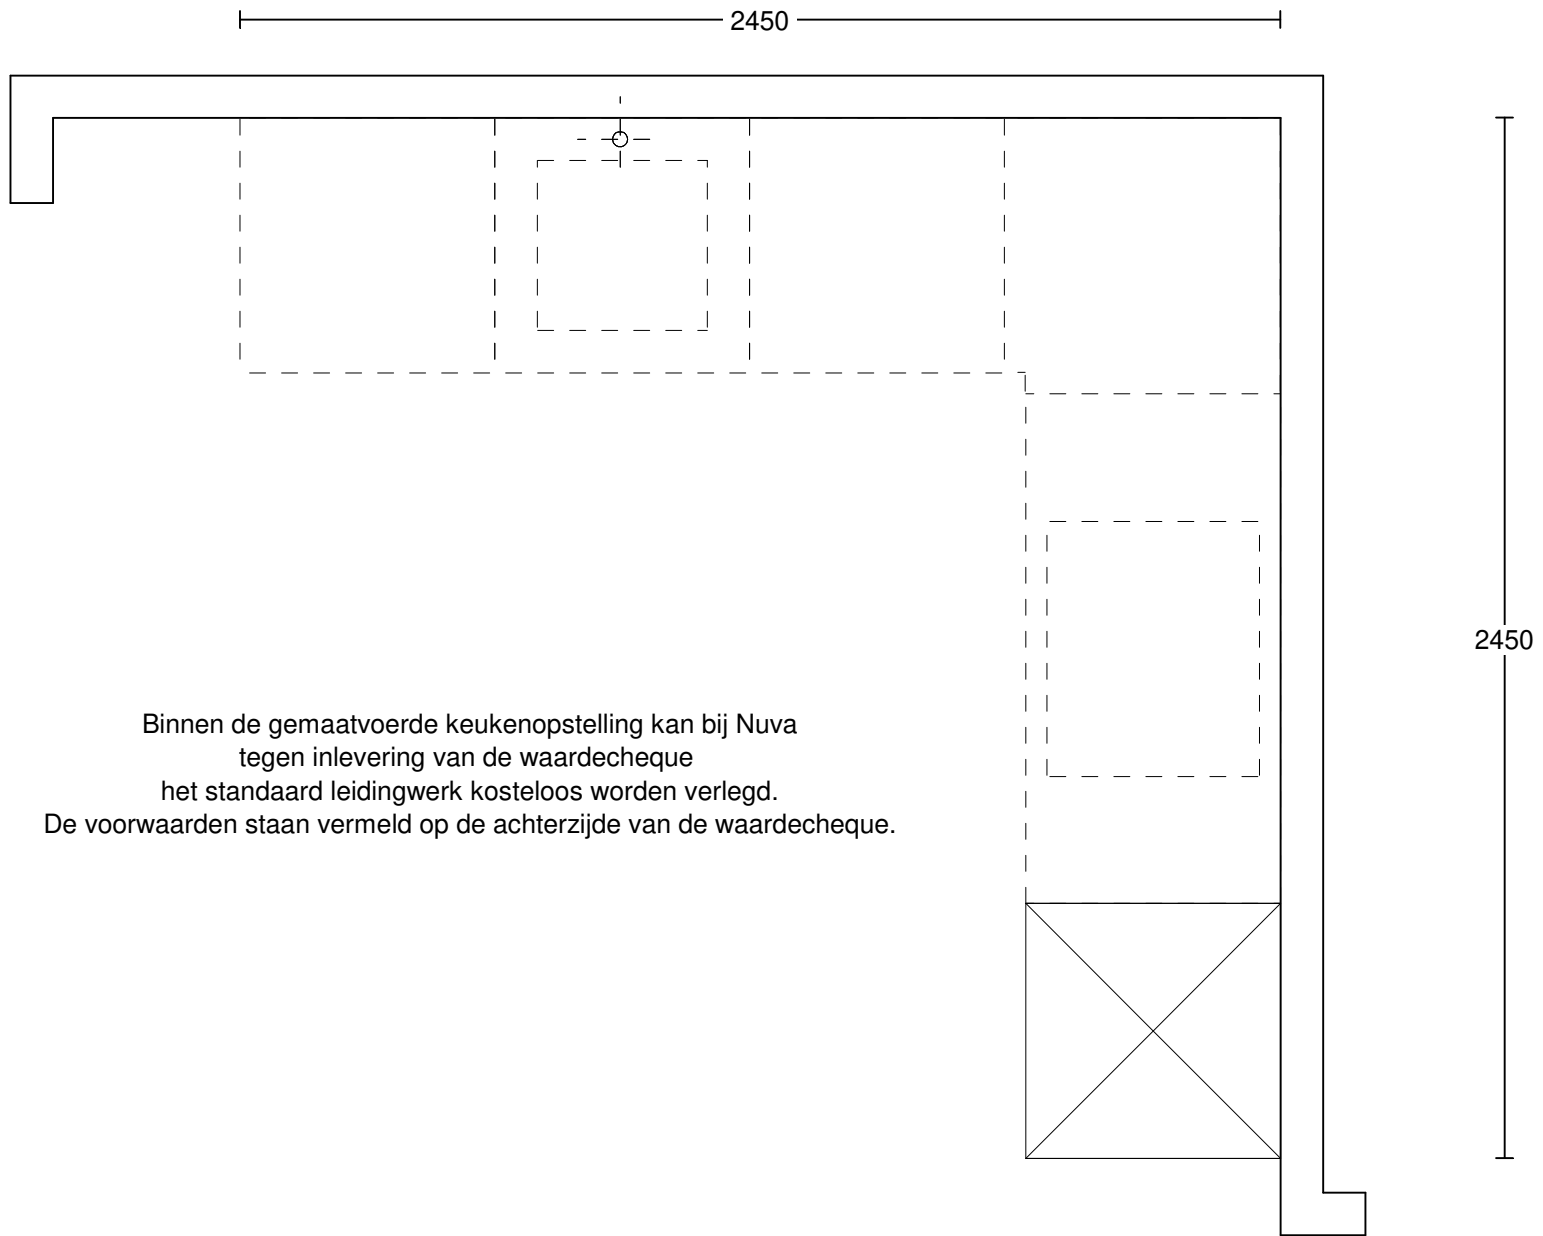 2450
2450
Binnen de gemaatvoerde keukenopstelling kan bij Nuva
tegen inlevering van de waardecheque
het standaard leidingwerk kosteloos worden verlegd.
De voorwaarden staan vermeld op de achterzijde van de waardecheque.